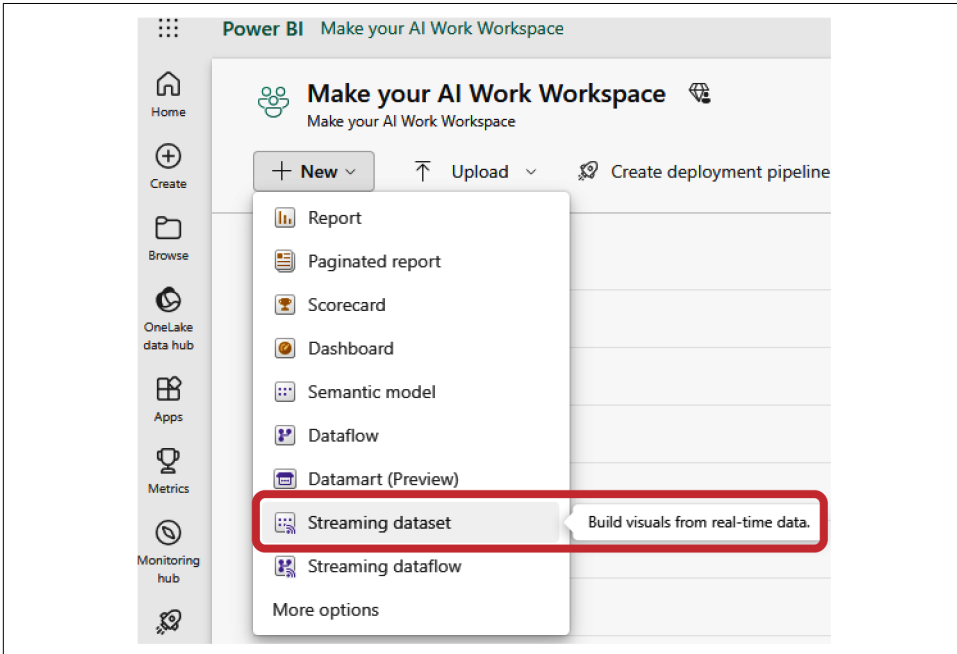 Power BI Make your AI Work Workspace
Home
Create
Browse
OneLake
data hub
Apps
Metrics
Monitoring
hub
Make your AI Work Workspace
Make your AI Work Workspace
New
Upload
Create deployment pipeline
Report
Paginated report
Scorecard
Dashboard
Semantic model
Dataflow
Datamart (Preview)
Streaming dataset
Build visuals from real-time data.
Streaming dataflow
More options